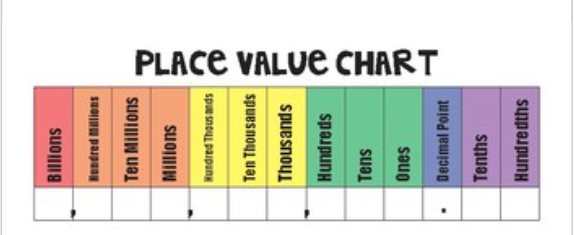 PLACE VALUE CHART
Billions
Hundred Millions
Ten Millions
Millions
Hundred Thousands
Ten Thousands
Thousands
Hundreds
Tens
Ones
Decimal Point
Tenths
Hundredths
, , , .